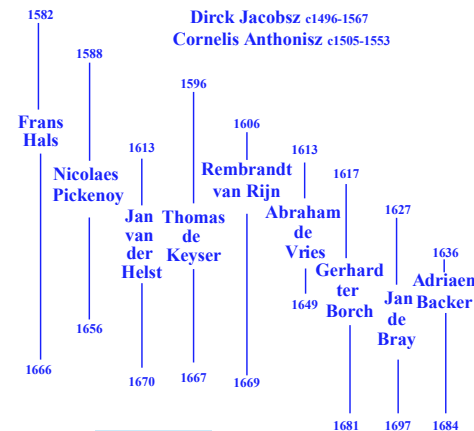 Dirck Jacobsz c1496-1567
Cornelis Anthonisz c1505-1553
1582
Frans
Hals
1666
1588
Nicolaes
Pickenoy
1656
1613
Jan
van
der
Helst
1670
1596
Thomas
de
Keyser
1667
1606
Rembrandt
van Rijn
1669
1613
Abraham
de
Vries
1649
1617
Gerhard
ter
Borch
1681
1627
Jan
de
Bray
1697
1636
Adriaen
Backer
1684